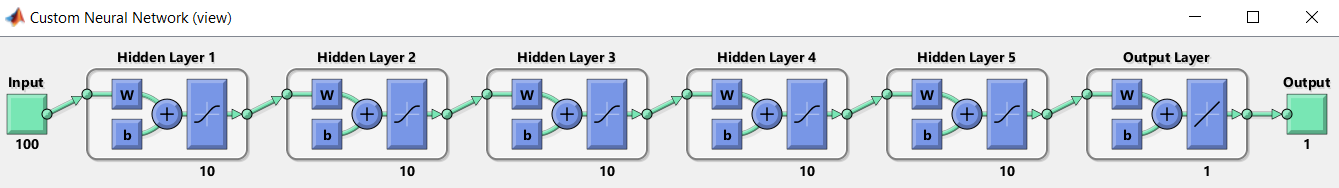 Custom Neural Network (view)
Hidden Layer 1 Hidden Layer 2 Hidden Layer 3 Hidden Layer 4 Hidden Layer 5 Output Layer
Input Output
W W W W W W
b b b b b b
100 1
10 10 10 10 10 1